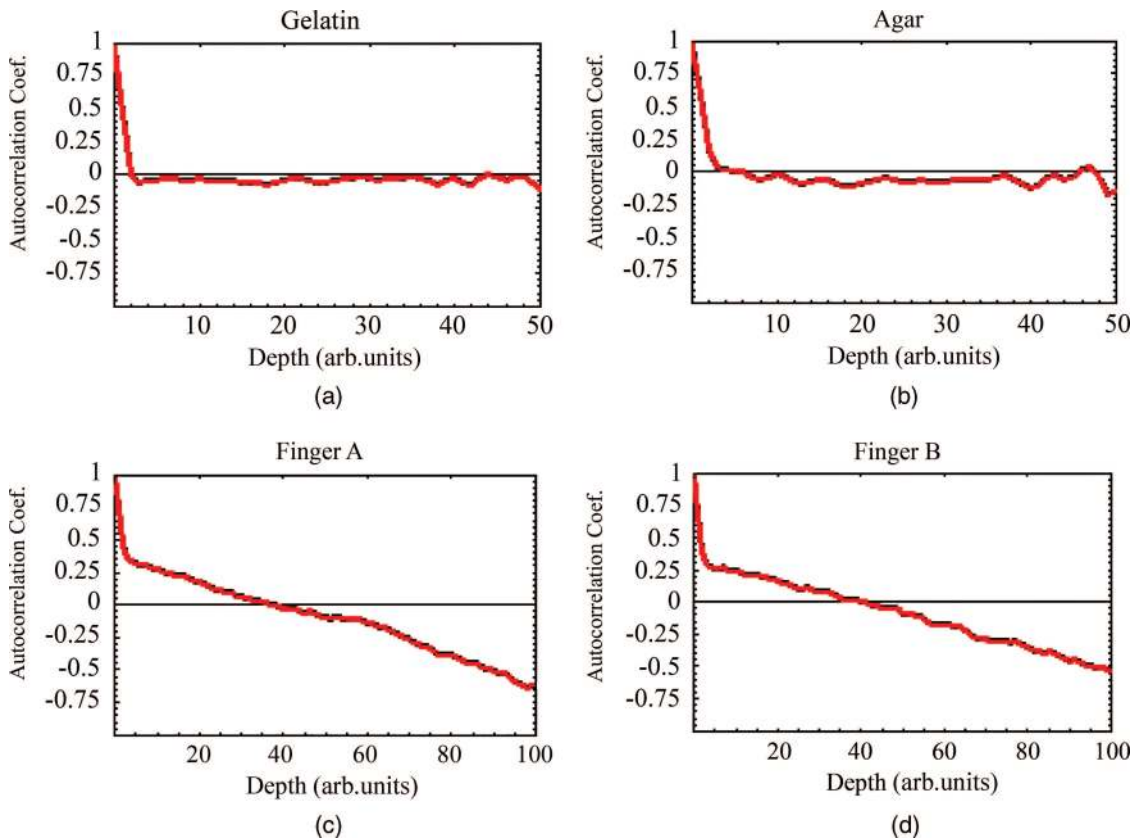 Gelatin
Autocorrelation Coef.
1
0.75
0.5
0.25
0
-0.25
-0.5
-0.75
10 20 30 40 50
Depth (arb.units)
(a)
Agar
Autocorrelation Coef.
1
0.75
0.5
0.25
0
-0.25
-0.5
-0.75
10 20 30 40 50
Depth (arb.units)
(b)
Finger A
Autocorrelation Coef.
1
0.75
0.5
0.25
0
-0.25
-0.5
-0.75
20 40 60 80 100
Depth (arb.units)
(c)
Finger B
Autocorrelation Coef.
1
0.75
0.5
0.25
0
-0.25
-0.5
-0.75
20 40 60 80 100
Depth (arb.units)
(d)